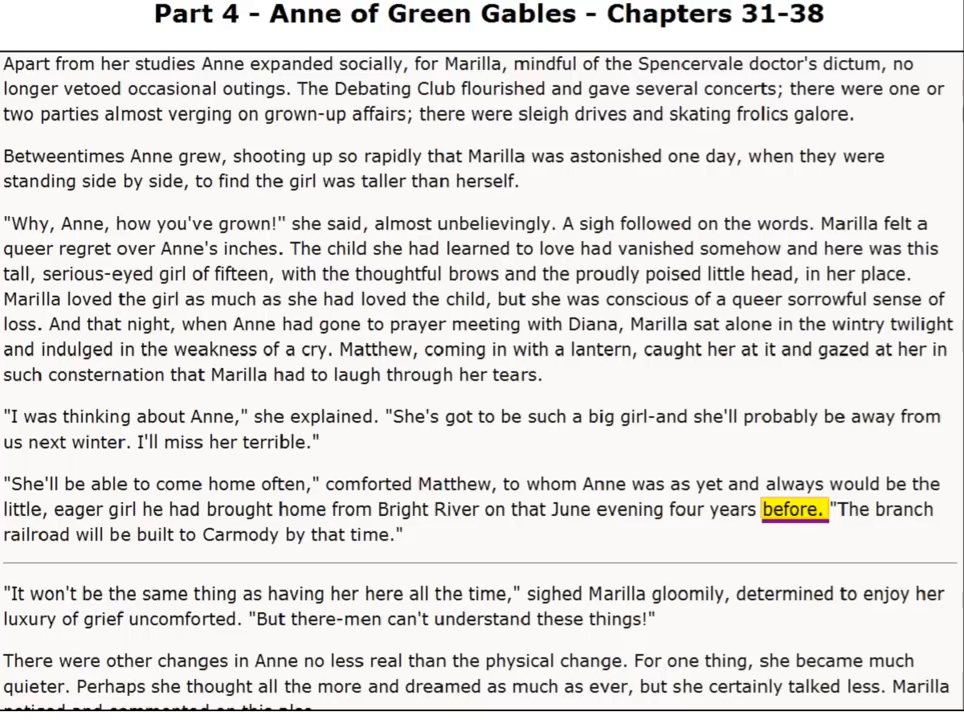 Part 4 - Anne of Green Gables - Chapters 31-38
Apart from her studies Anne expanded socially, for Marilla, mindful of the Spencervale doctor's dictum, no
longer vetoed occasional outings. The Debating Club flourished and gave several concerts; there were one or
two parties almost verging on grown-up affairs; there were sleigh drives and skating frolics galore.
Betweentimes Anne grew, shooting up so rapidly that Marilla was astonished one day, when they were
standing side by side, to find the girl was taller than herself.
"Why, Anne, how you've grown!" she said, almost unbelievingly. A sigh followed on the words. Marilla felt a
queer regret over Anne's inches. The child she had learned to love had vanished somehow and here was this
tall, serious-eyed girl of fifteen, with the thoughtful brows and the proudly poised little head, in her place.
Marilla loved the girl as much as she had loved the child, but she was conscious of a queer sorrowful sense of
loss. And that night, when Anne had gone to prayer meeting with Diana, Marilla sat alone in the wintry twilight
and indulged in the weakness of a cry. Matthew, coming in with a lantern, caught her at it and gazed at her in
such consternation that Marilla had to laugh through her tears.
"I was thinking about Anne," she explained. "She's got to be such a big girl-and she'll probably be away from
us next winter. I'll miss her terrible."
"She'll be able to come home often," comforted Matthew, to whom Anne was as yet and always would be the
little, eager girl he had brought home from Bright River on that June evening four years before. "The branch
railroad will be built to Carmody by that time."
"It won't be the same thing as having her here all the time," sighed Marilla gloomily, determined to enjoy her
luxury of grief uncomforted. "But there-men can't understand these things!"
There were other changes in Anne no less real than the physical change. For one thing, she became much
quieter. Perhaps she thought all the more and dreamed as much as ever, but she certainly talked less. Marilla